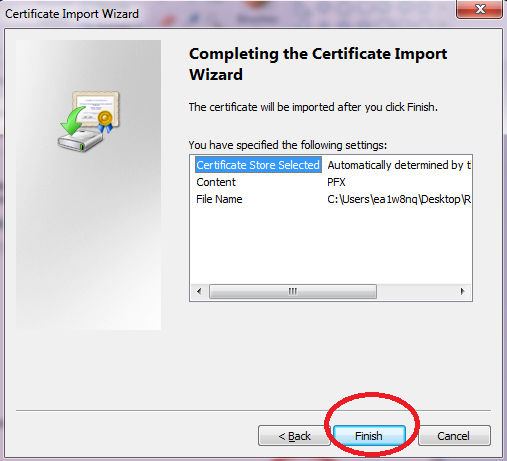 Certificate Import Wizard
Completing the Certificate Import
Wizard
The certificate will be imported after you click Finish.
You have specified the following settings:
Certificate Store Selected Automatically determined by t
Content PFX
File Name C:\Users\ea1w8nq\Desktop\R
< Back Finish Cancel